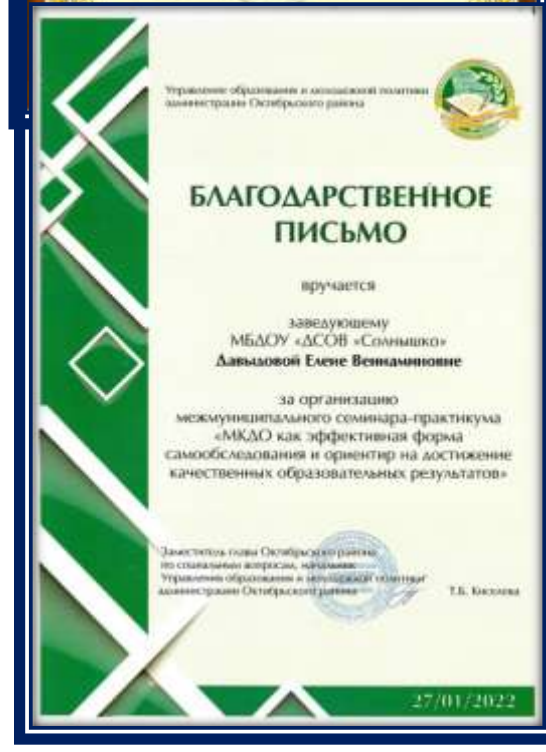 Управление образования и молодежной политики
администрации Октябрьского района
БЛАГОДАРСТВЕННОЕ
ПИСЬМО
вручается
заведующему
МБДОУ «ДСОВ «Солнышко»
Давыдовой Елене Вениаминовне
за организацию
межмуниципального семинара-практикума
«МКДО как эффективная форма
самообследования и ориентир на достижение
качественных образовательных результатов»
Заместитель главы Октябрьского района
по социальным вопросам, начальник
Управления образования и молодежной политики
администрации Октябрьского района Т.Б. Киселева
27/01/2022